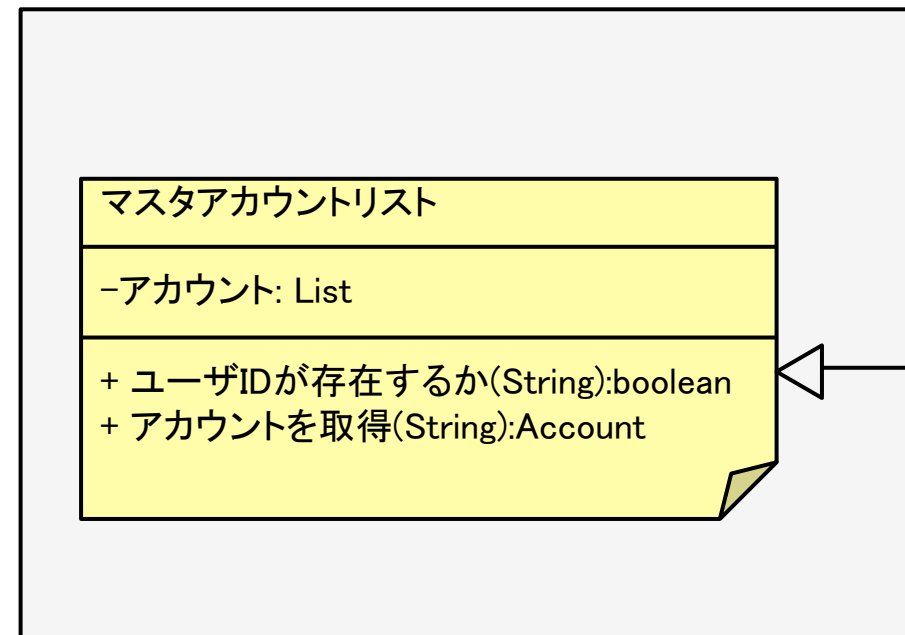 マスタアカウントリスト
-アカウント: List
+ ユーザIDが存在するか(String):boolean
+ アカウントを取得(String):Account